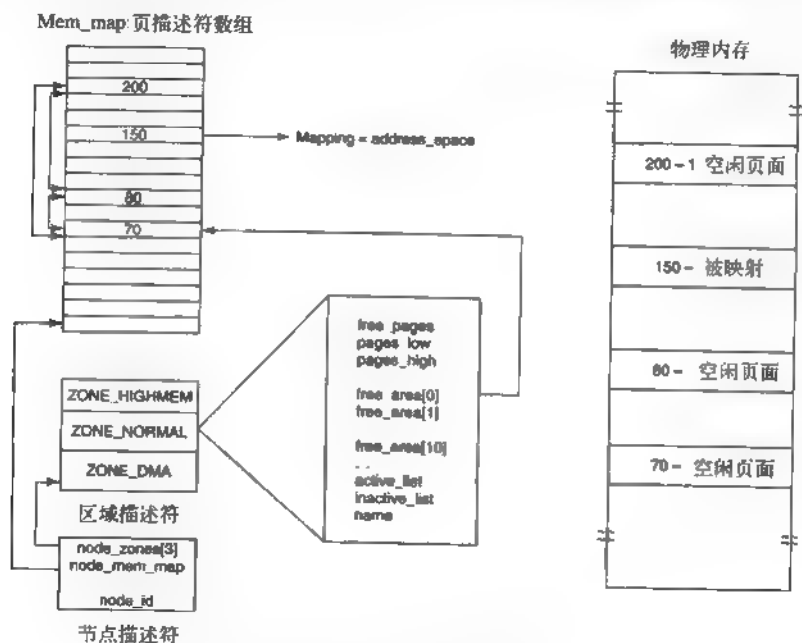 Mem_map:页描述符数组
200
150
Mapping = address_space
80
70
free_pages
pages_low
pages_high
free_area[0]
free_area[1]
free_area[10]
...
active_list
inactive_list
name
ZONE_HIGHMEM
ZONE_NORMAL
ZONE_DMA
区域描述符
node_zones[3]
node_mem_map
node_id
节点描述符
物理内存
200-1 空闲页面
150- 被映射
80- 空闲页面
70- 空闲页面